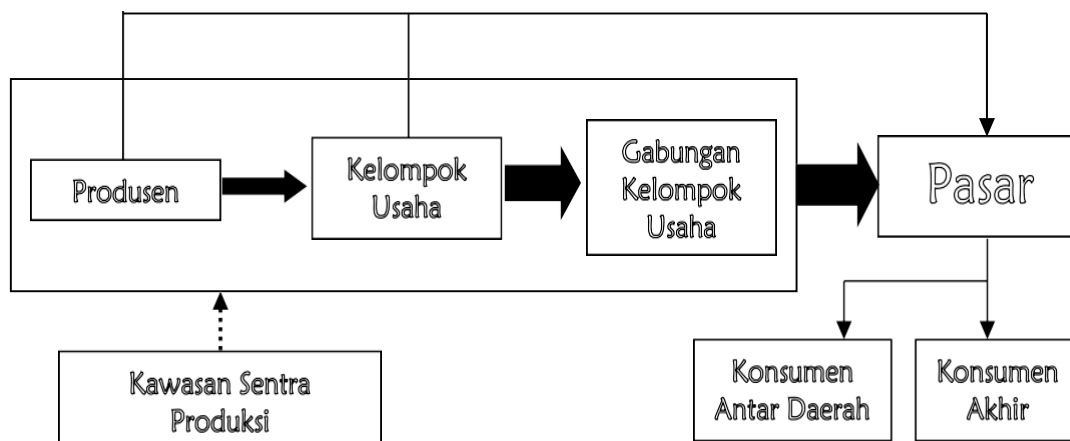 Produsen
Kelompok
Usaha
Gabungan
Kelompok
Usaha
Pasar
Kawasan Sentra
Produksi
Konsumen
Antar Daerah
Konsumen
Akhir